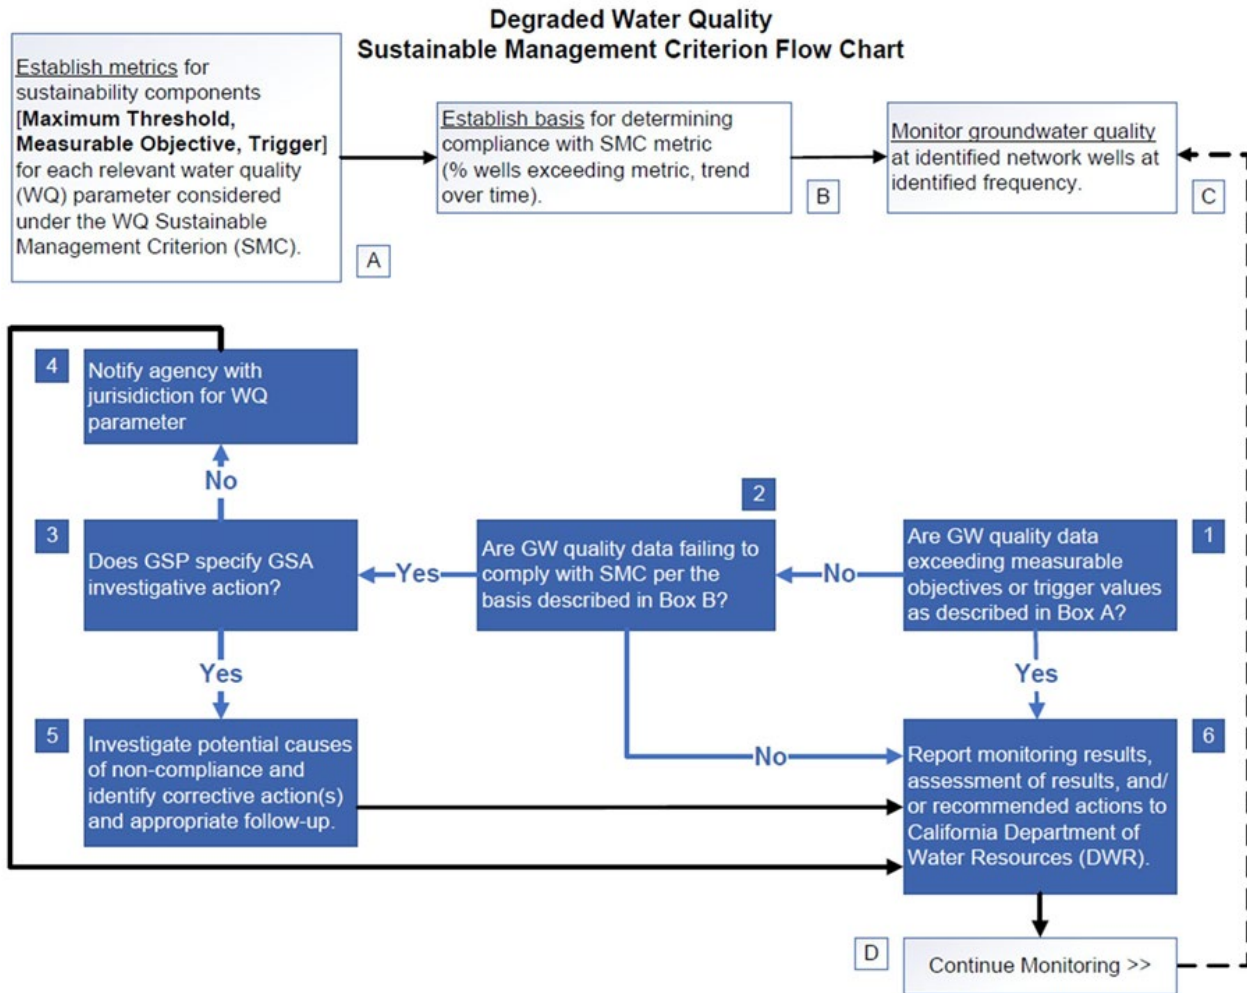 Degraded Water Quality
Sustainable Management Criterion Flow Chart
Establish metrics for
sustainability components
[Maximum Threshold,
Measurable Objective, Trigger]
for each relevant water quality
(WQ) parameter considered
under the WQ Sustainable
Management Criterion (SMC).
A
Establish basis for determining
compliance with SMC metric
(% wells exceeding metric, trend
over time).
B
Monitor groundwater quality
at identified network wells at
identified frequency.
C
4
Notify agency with
jurisidiction for WQ
parameter
No
3
Does GSP specify GSA
investigative action?
Yes
2
Are GW quality data failing to
comply with SMC per the
basis described in Box B?
No
1
Are GW quality data
exceeding measurable
objectives or trigger values
as described in Box A?
Yes
Yes
5
Investigate potential causes
of non-compliance and
identify corrective action(s)
and appropriate follow-up.
No
6
Report monitoring results,
assessment of results, and/
or recommended actions to
California Department of
Water Resources (DWR).
D
Continue Monitoring >>